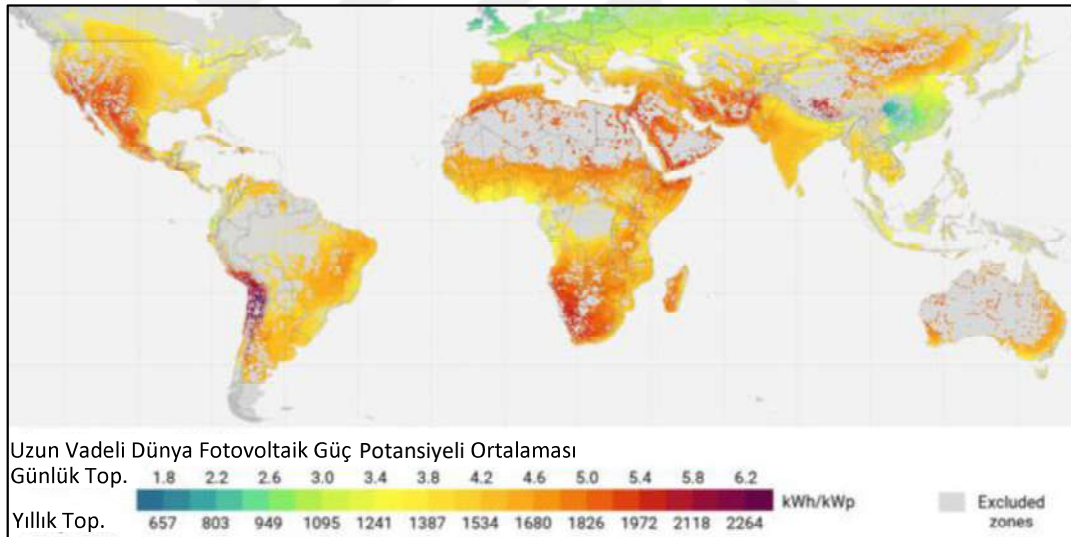 Uzun Vadeli Dünya Fotovoltaik Güç Potansiyeli Ortalaması
Günlük Top. 1.8 2.2 2.6 3.0 3.4 3.8 4.2 4.6 5.0 5.4 5.8 6.2
kWh/kWp
Yıllık Top. 657 803 949 1095 1241 1387 1534 1680 1826 1972 2118 2264
Excluded
zones